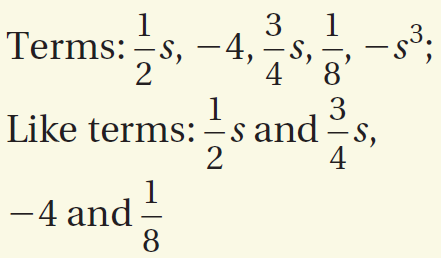 Terms: 1/2 s, −4, 3/4 s, 1/8, −s³;
Like terms: 1/2 s and 3/4 s,
−4 and 1/8